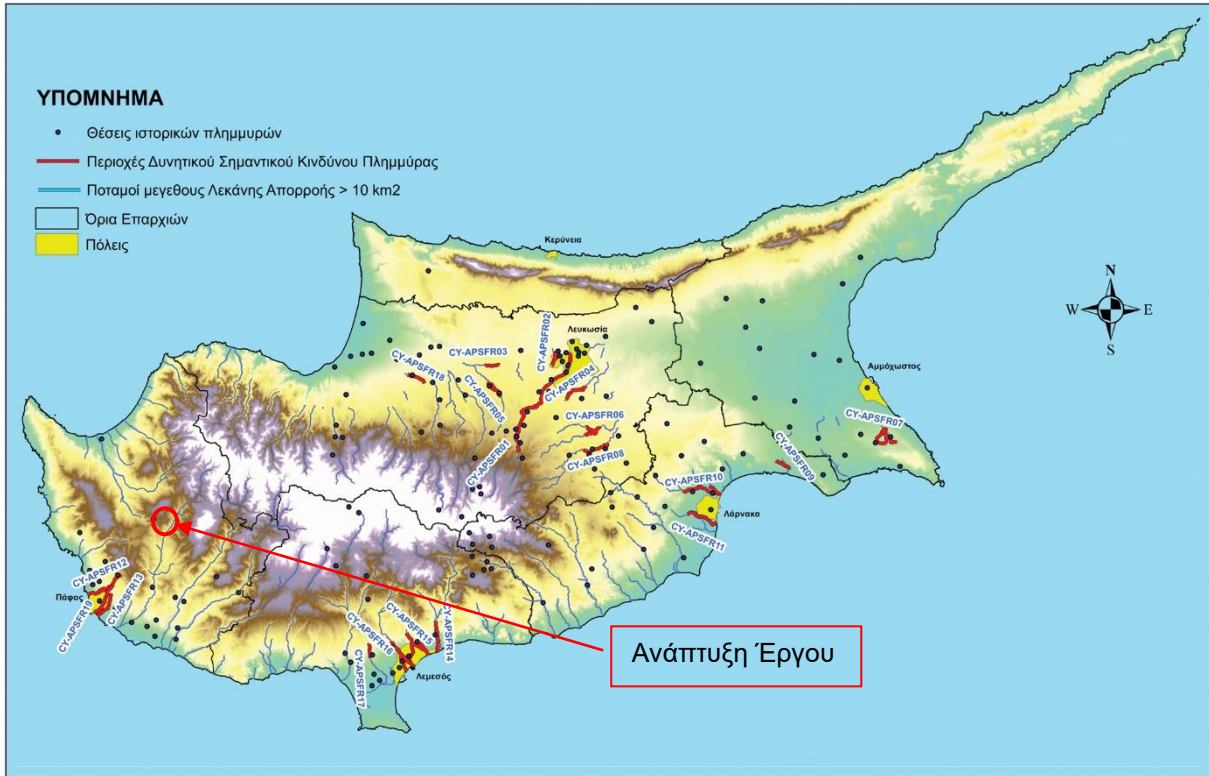 ΥΠΟΜΝΗΜΑ
Θέσεις ιστορικών πλημμυρών
Περιοχές Δυνητικού Σημαντικού Κινδύνου Πλημμύρας
Ποταμοί μεγεθους Λεκάνης Απορροής > 10 km2
Όρια Επαρχιών
Πόλεις
Κερύνεια
N
W
E
S
Λευκωσία
CY-APSFR02
CY-APSFR03
CY-APSFR18
CY-APSFR04
CY-APSFR05
Αμμόχωστος
CY-APSFR06
CY-APSFR07
CY-APSFR01
CY-APSFR08
CY-APSFR09
CY-APSFR10
Λάρνακα
CY-APSFR11
CY-APSFR12
CY-APSFR13
Πάφος
CY-APSFR19
CY-APSFR14
CY-APSFR15
CY-APSFR16
CY-APSFR17
Λεμεσός
Ανάπτυξη Έργου